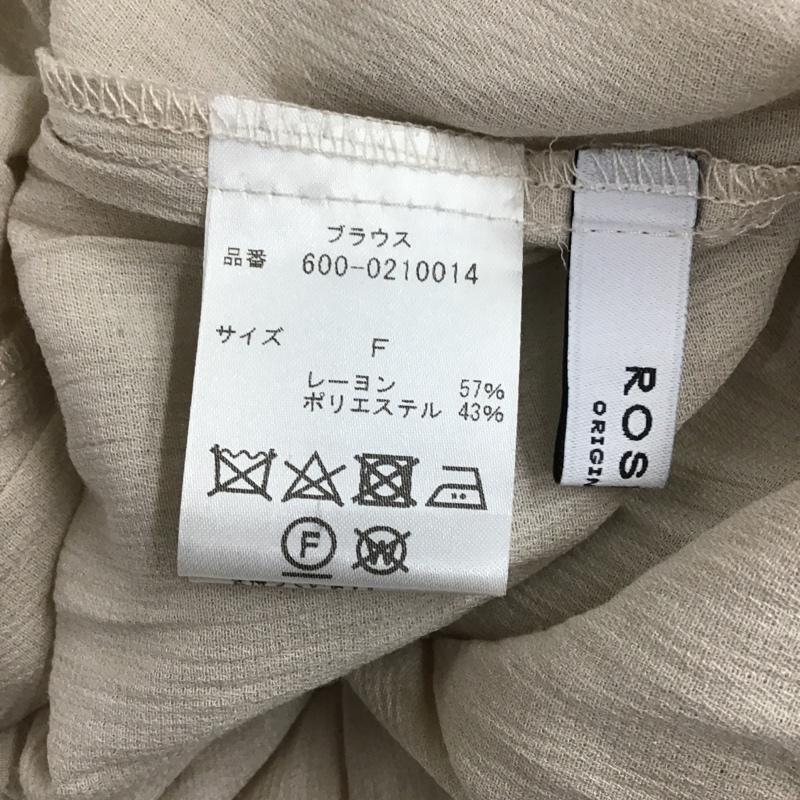 ブラウス
品番 600-0210014
サイズ F
レーヨン 57%
ポリエステル 43%
F
W
ROS
ORIGIN